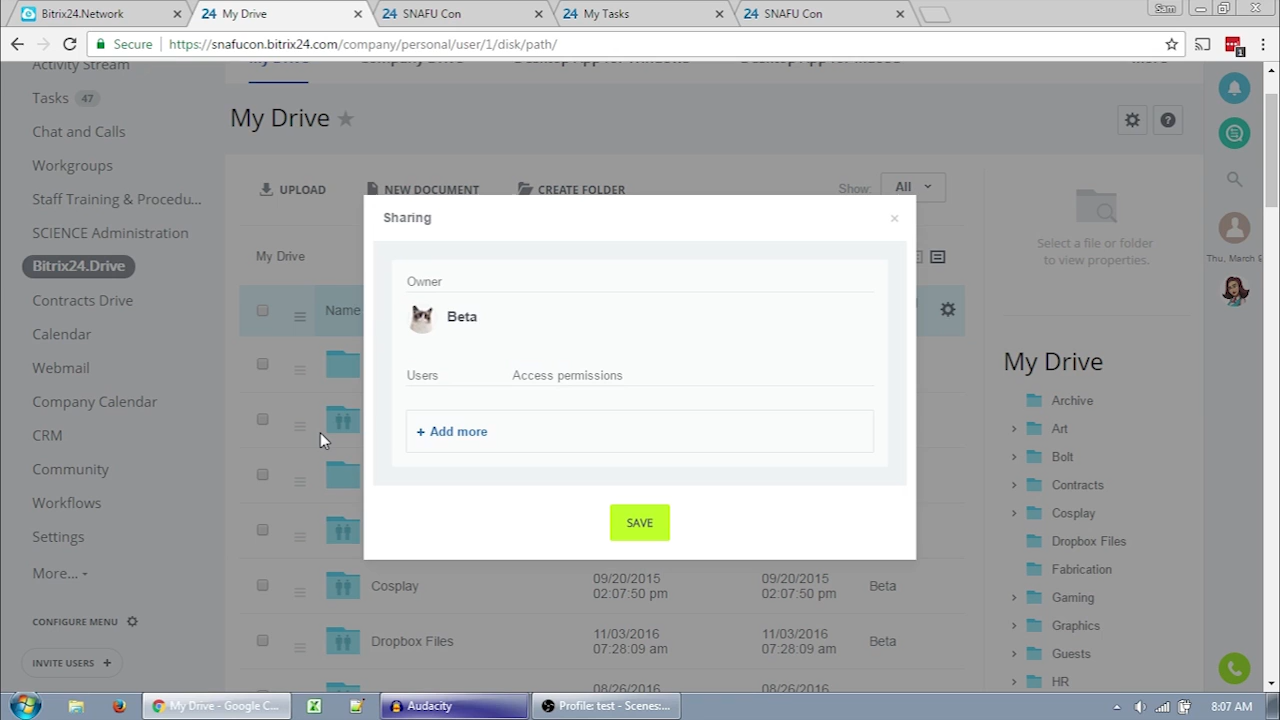 Bitrix24.Network
24 My Drive
24 SNAFU Con
24 My Tasks
24 SNAFU Con
Sam
Secure
https://snafucon.bitrix24.com/company/personal/user/1/disk/path/
1
Activity Stream
Tasks 47
Chat and Calls
Workgroups
Staff Training & Procedu...
SCIENCE Administration
Bitrix24.Drive
Contracts Drive
Calendar
Webmail
Company Calendar
CRM
Community
Workflows
Settings
More...
CONFIGURE MENU
INVITE USERS +
My Drive
UPLOAD
NEW DOCUMENT
CREATE FOLDER
Show:
All
My Drive
Name
Sharing
×
Owner
Beta
Users
Access permissions
+ Add more
SAVE
Cosplay
09/20/2015
02:07:50 pm
09/20/2015
02:07:50 pm
Beta
Dropbox Files
11/03/2016
07:28:09 am
11/03/2016
07:28:09 am
Beta
Select a file or folder
to view properties.
Thu, March
My Drive
Archive
Art
Bolt
Contracts
Cosplay
Dropbox Files
Fabrication
Gaming
Graphics
Guests
HR
My Drive - Google C...
Audacity
Profile: test - Scenes:...
8:07 AM